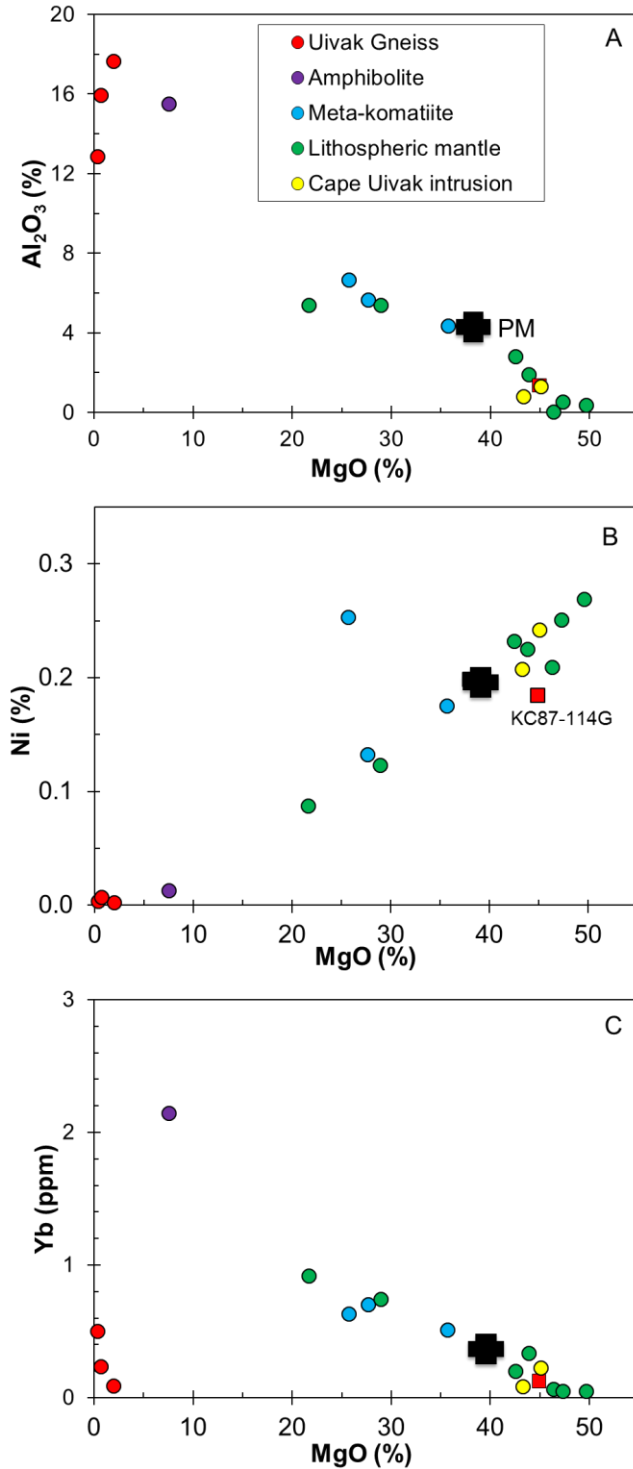 A
20
16
12
8
4
0
Al₂O₃ (%)
Uivak Gneiss
Amphibolite
Meta-komatiite
Lithospheric mantle
Cape Uivak intrusion
PM
0 10 20 30 40 50
MgO (%)
B
0.3
0.2
0.1
0.0
Ni (%)
KC87-114G
0 10 20 30 40 50
MgO (%)
C
3
2
1
0
Yb (ppm)
0 10 20 30 40 50
MgO (%)